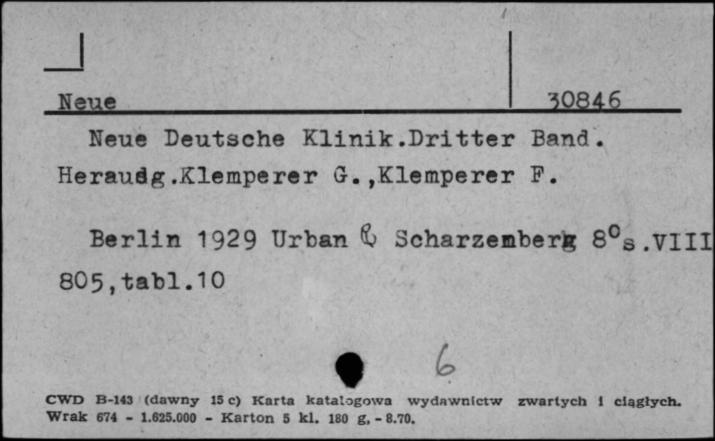 Neue 30846
Neue Deutsche Klinik.Dritter Band.
Heraudg.Klemperer G.,Klemperer F.
Berlin 1929 Urban & Scharzemberg 8°s.VIII
805,tabl.10
6
CWD B-143 (dawny 15 c) Karta katalogowa wydawnictw zwartych i ciągłych.
Wrak 674 - 1.625.000 - Karton 5 kl. 180 g. - 8.70.